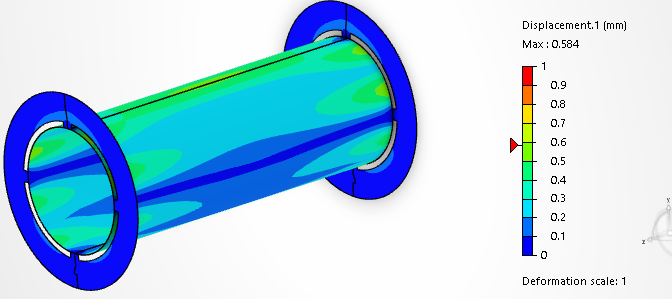 Displacement.1 (mm)
Max : 0.584
1
0.9
0.8
0.7
0.6
0.5
0.4
0.3
0.2
0.1
0
Y
z
Deformation scale: 1